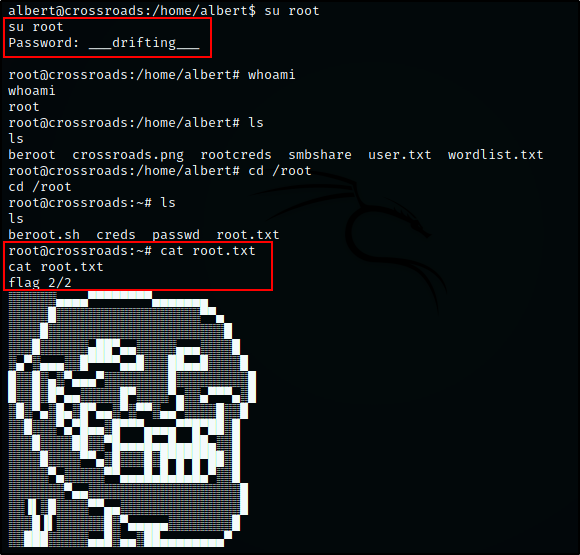 albert@crossroads:/home/albert$ su root
su root
Password: ___drifting___
root@crossroads:/home/albert# whoami
whoami
root
root@crossroads:/home/albert# ls
ls
beroot  crossroads.png  rootcreds  smbshare  user.txt  wordlist.txt
root@crossroads:/home/albert# cd /root
cd /root
root@crossroads:~# ls
ls
beroot.sh  creds  passwd  root.txt
root@crossroads:~# cat root.txt
cat root.txt
flag 2/2